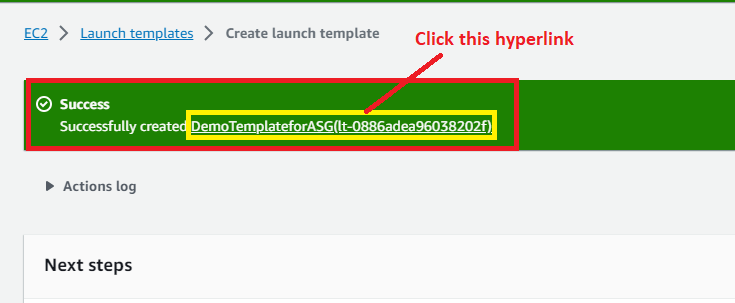 EC2 > Launch templates > Create launch template
Click this hyperlink
Success
Successfully created DemoTemplateforASG(lt-0886adea96038202f)
Actions log
Next steps